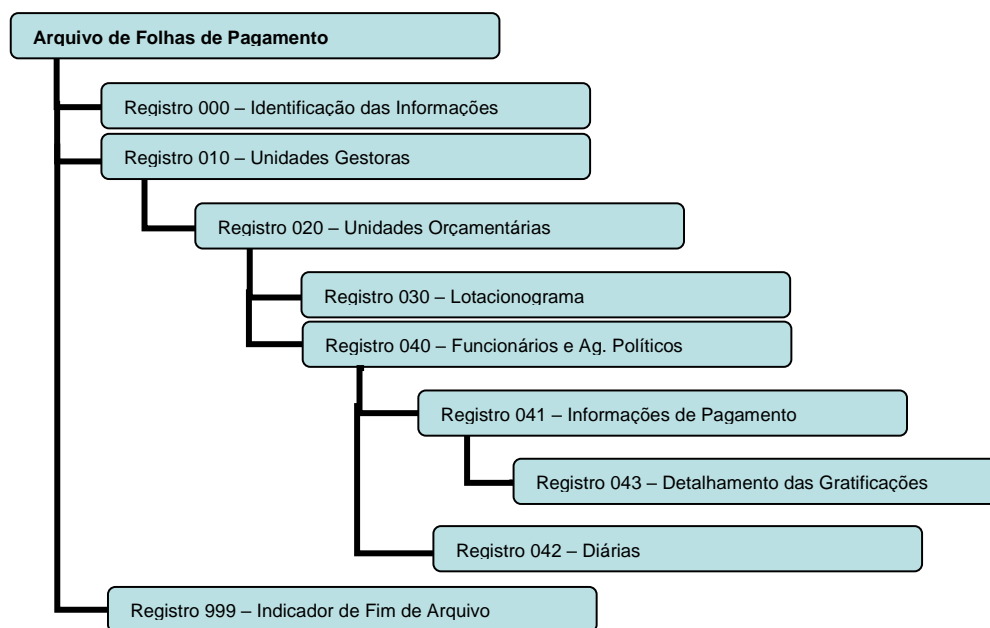 Arquivo de Folhas de Pagamento
Registro 000 – Identificação das Informações
Registro 010 – Unidades Gestoras
Registro 020 – Unidades Orçamentárias
Registro 030 – Lotacionograma
Registro 040 – Funcionários e Ag. Políticos
Registro 041 – Informações de Pagamento
Registro 043 – Detalhamento das Gratificações
Registro 042 – Diárias
Registro 999 – Indicador de Fim de Arquivo